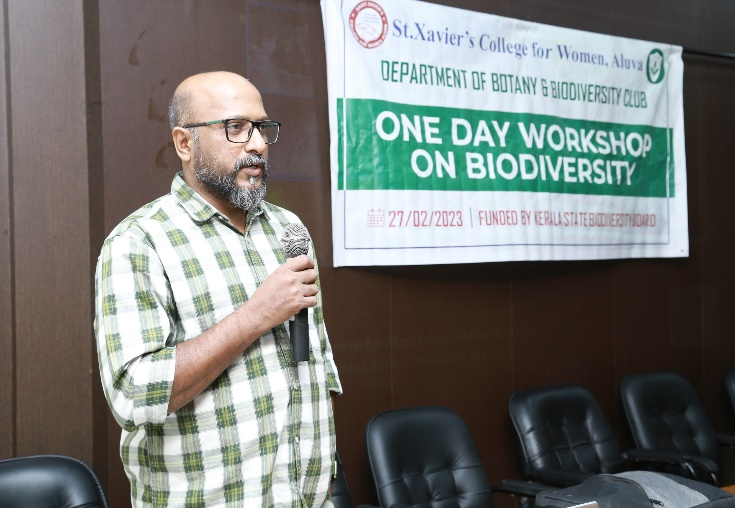 St.Xavier's College for Women, Aluva
DEPARTMENT OF BOTANY & BIODIVERSITY CLUB
ONE DAY WORKSHOP
ON BIODIVERSITY
27/02/2023 | FUNDED BY KERALA STATE BIODIVERSITY BOARD